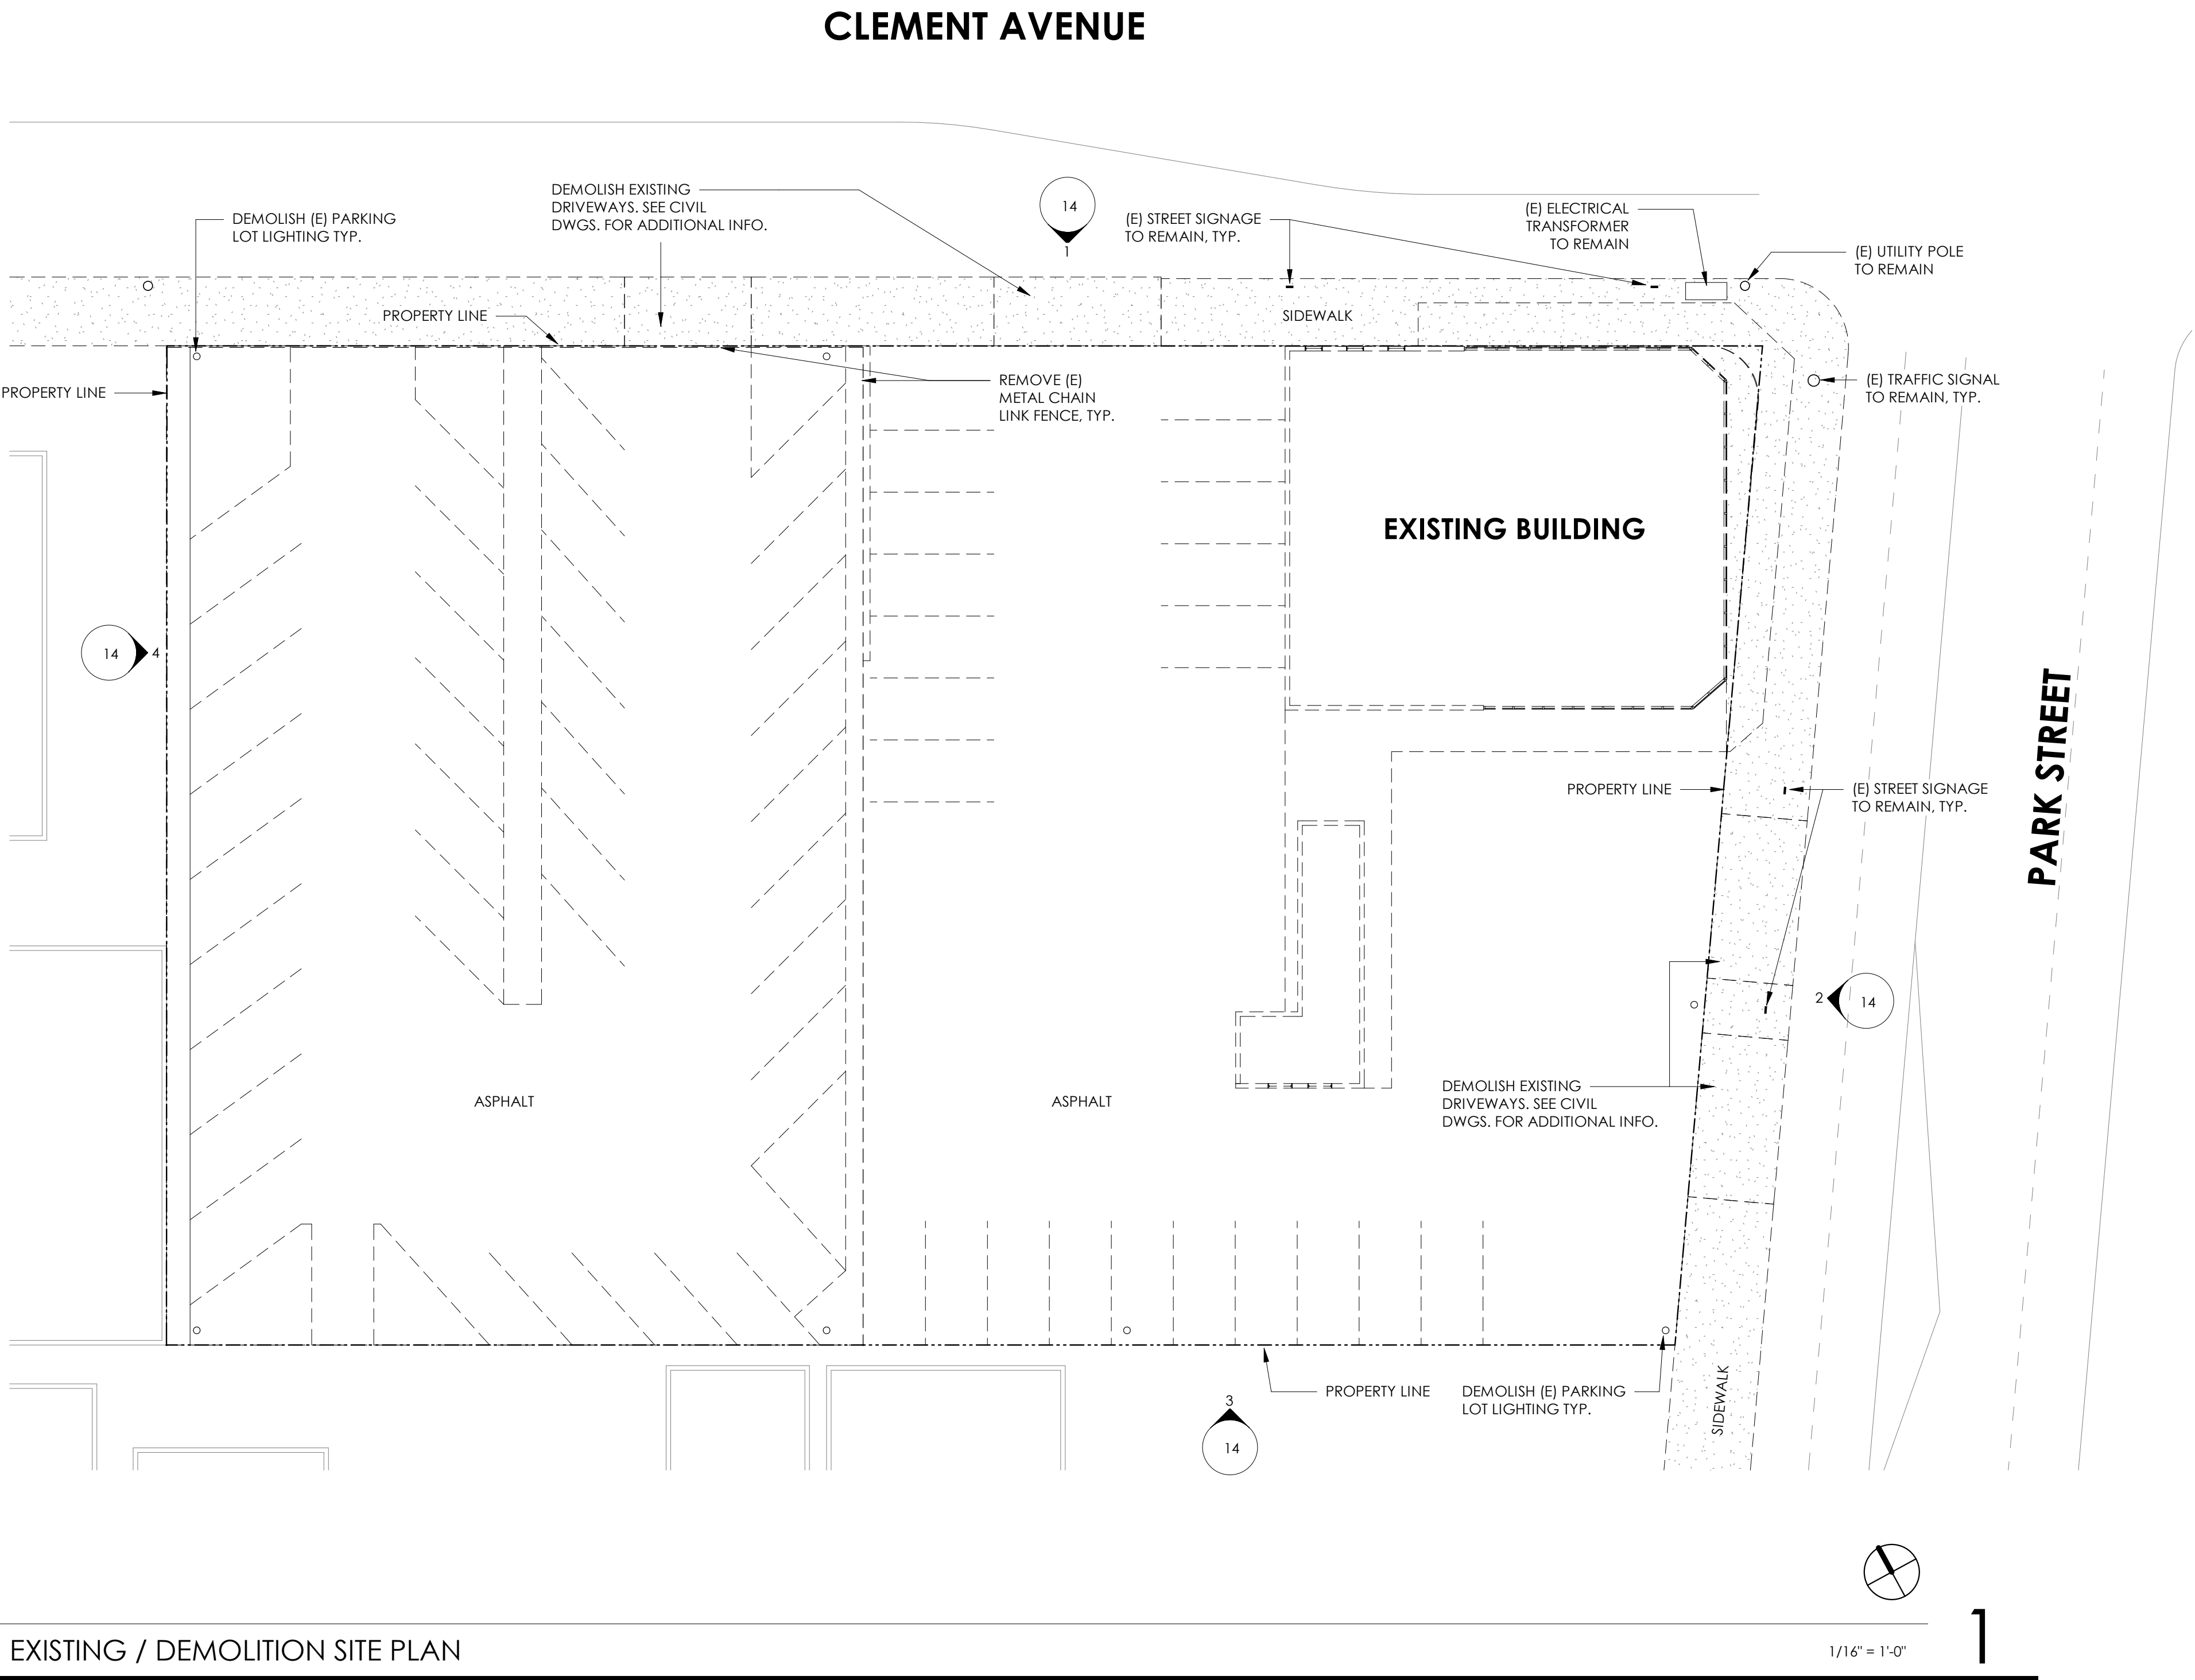 CLEMENT AVENUE
DEMOLISH (E) PARKING
LOT LIGHTING TYP.
DEMOLISH EXISTING
DRIVEWAYS. SEE CIVIL
DWGS. FOR ADDITIONAL INFO.
14
1
(E) STREET SIGNAGE
TO REMAIN, TYP.
(E) ELECTRICAL
TRANSFORMER
TO REMAIN
(E) UTILITY POLE
TO REMAIN
PROPERTY LINE
SIDEWALK
PROPERTY LINE
REMOVE (E)
METAL CHAIN
LINK FENCE, TYP.
(E) TRAFFIC SIGNAL
TO REMAIN, TYP.
EXISTING BUILDING
14
4
PARK STREET
PROPERTY LINE
(E) STREET SIGNAGE
TO REMAIN, TYP.
2
14
ASPHALT
ASPHALT
DEMOLISH EXISTING
DRIVEWAYS. SEE CIVIL
DWGS. FOR ADDITIONAL INFO.
3
14
PROPERTY LINE
DEMOLISH (E) PARKING
LOT LIGHTING TYP.
SIDEWALK
EXISTING / DEMOLITION SITE PLAN
1/16" = 1'-0"
1